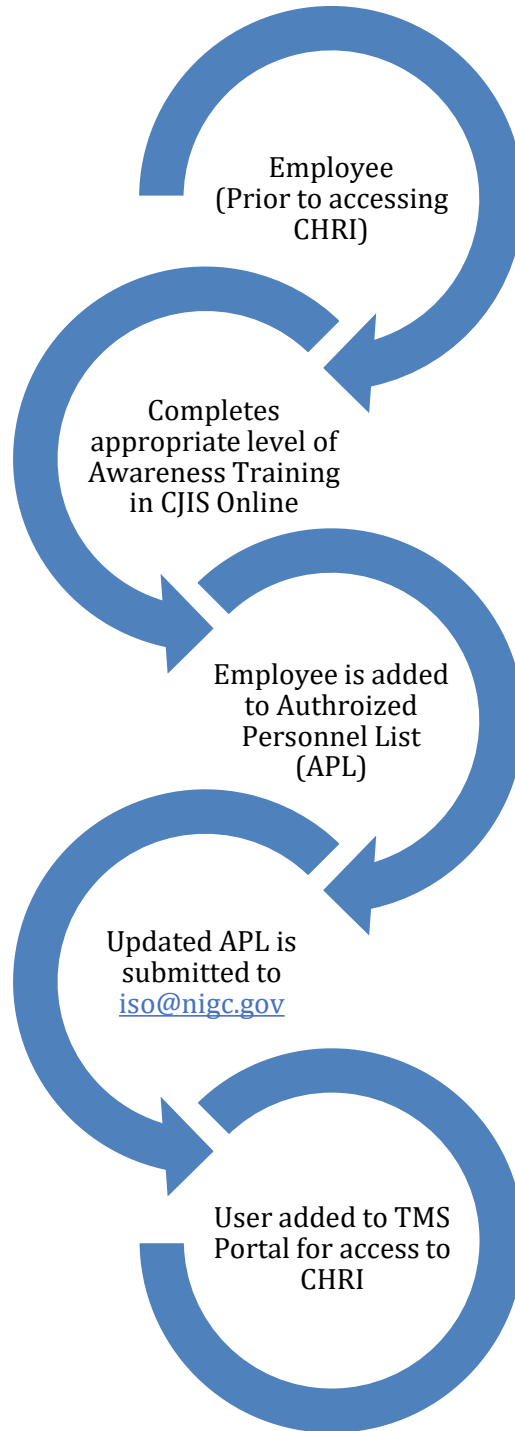 Employee
(Prior to accessing
CHRI)
Completes
appropriate level of
Awareness Training
in CJIS Online
Employee is added
to Authroized
Personnel List
(APL)
Updated APL is
submitted to
iso@nigc.gov
User added to TMS
Portal for access to
CHRI